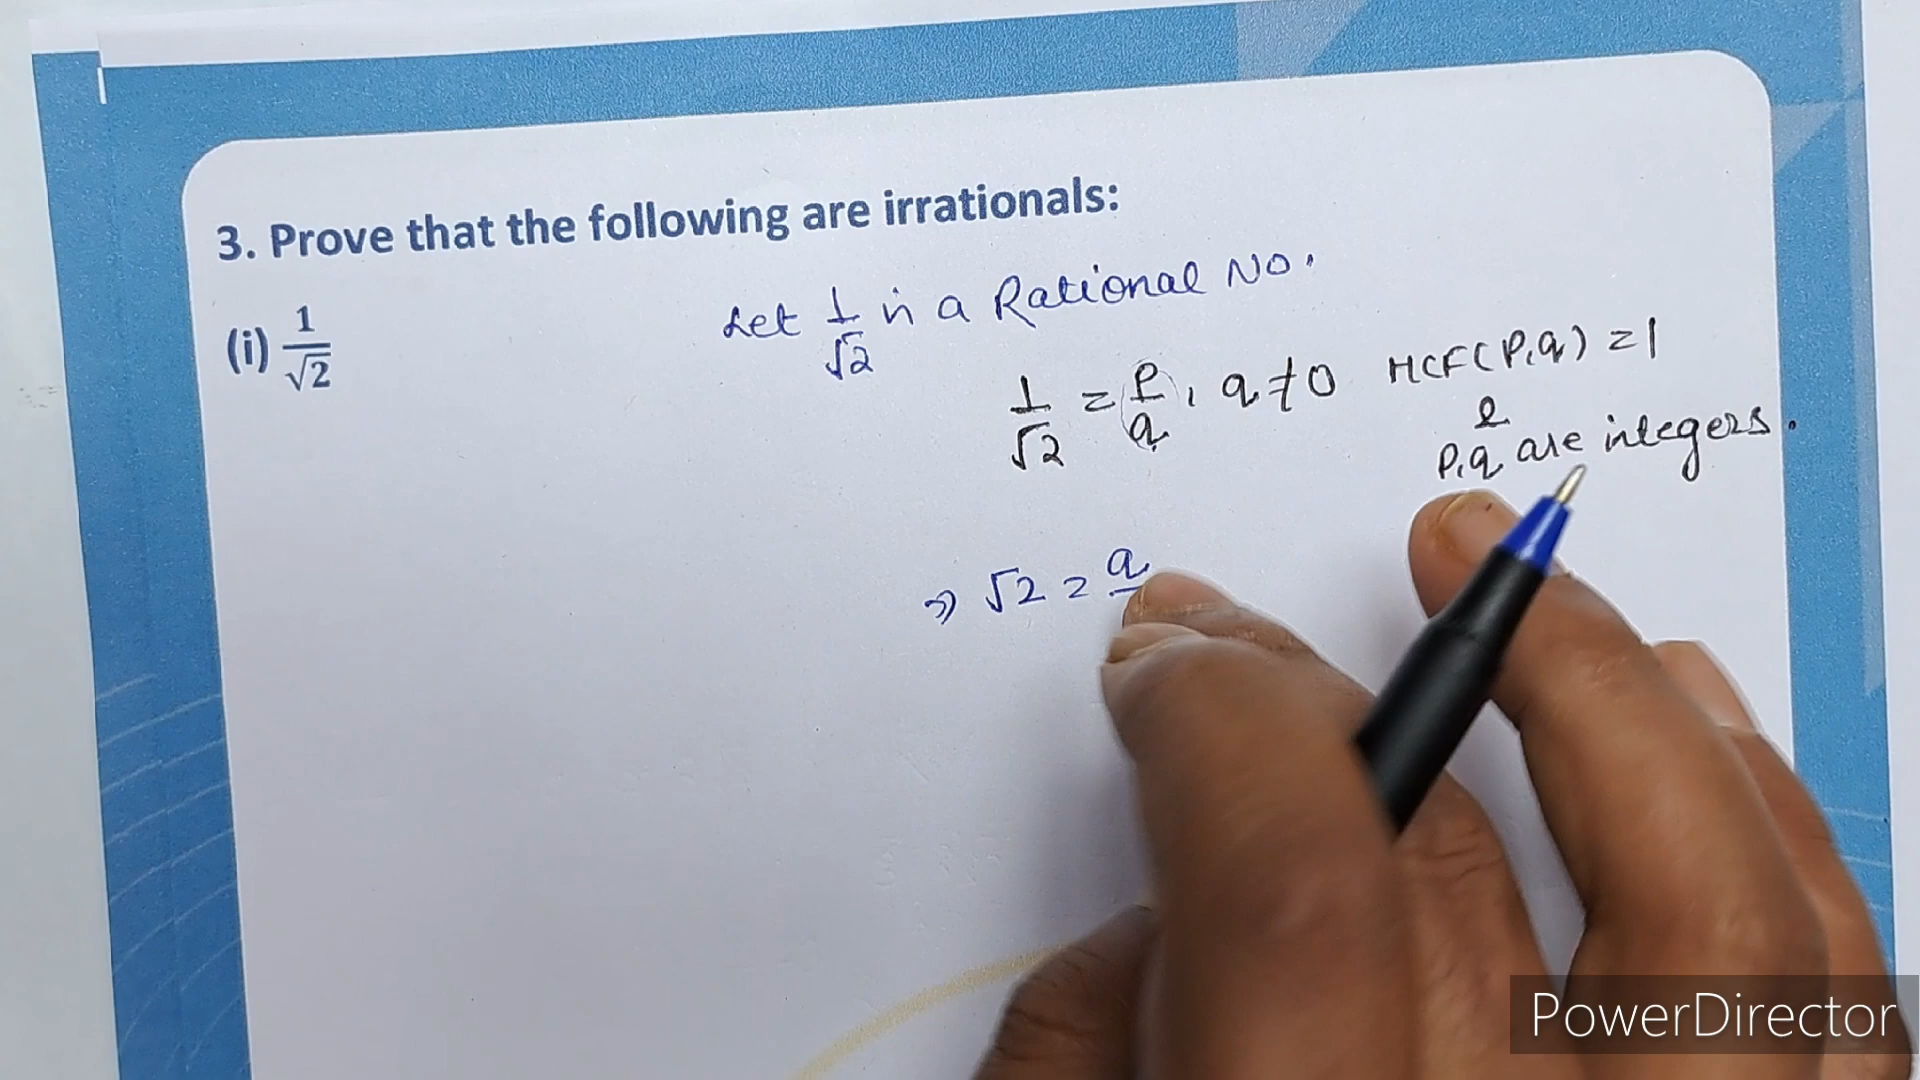 3. Prove that the following are irrationals:
(i) 1/√2
Let 1/√2 is a Rational No.
1/√2 = P/q, q≠0 HCF(P,q) = 1
&
P,q are integers.
⇒ √2 = q
PowerDirector